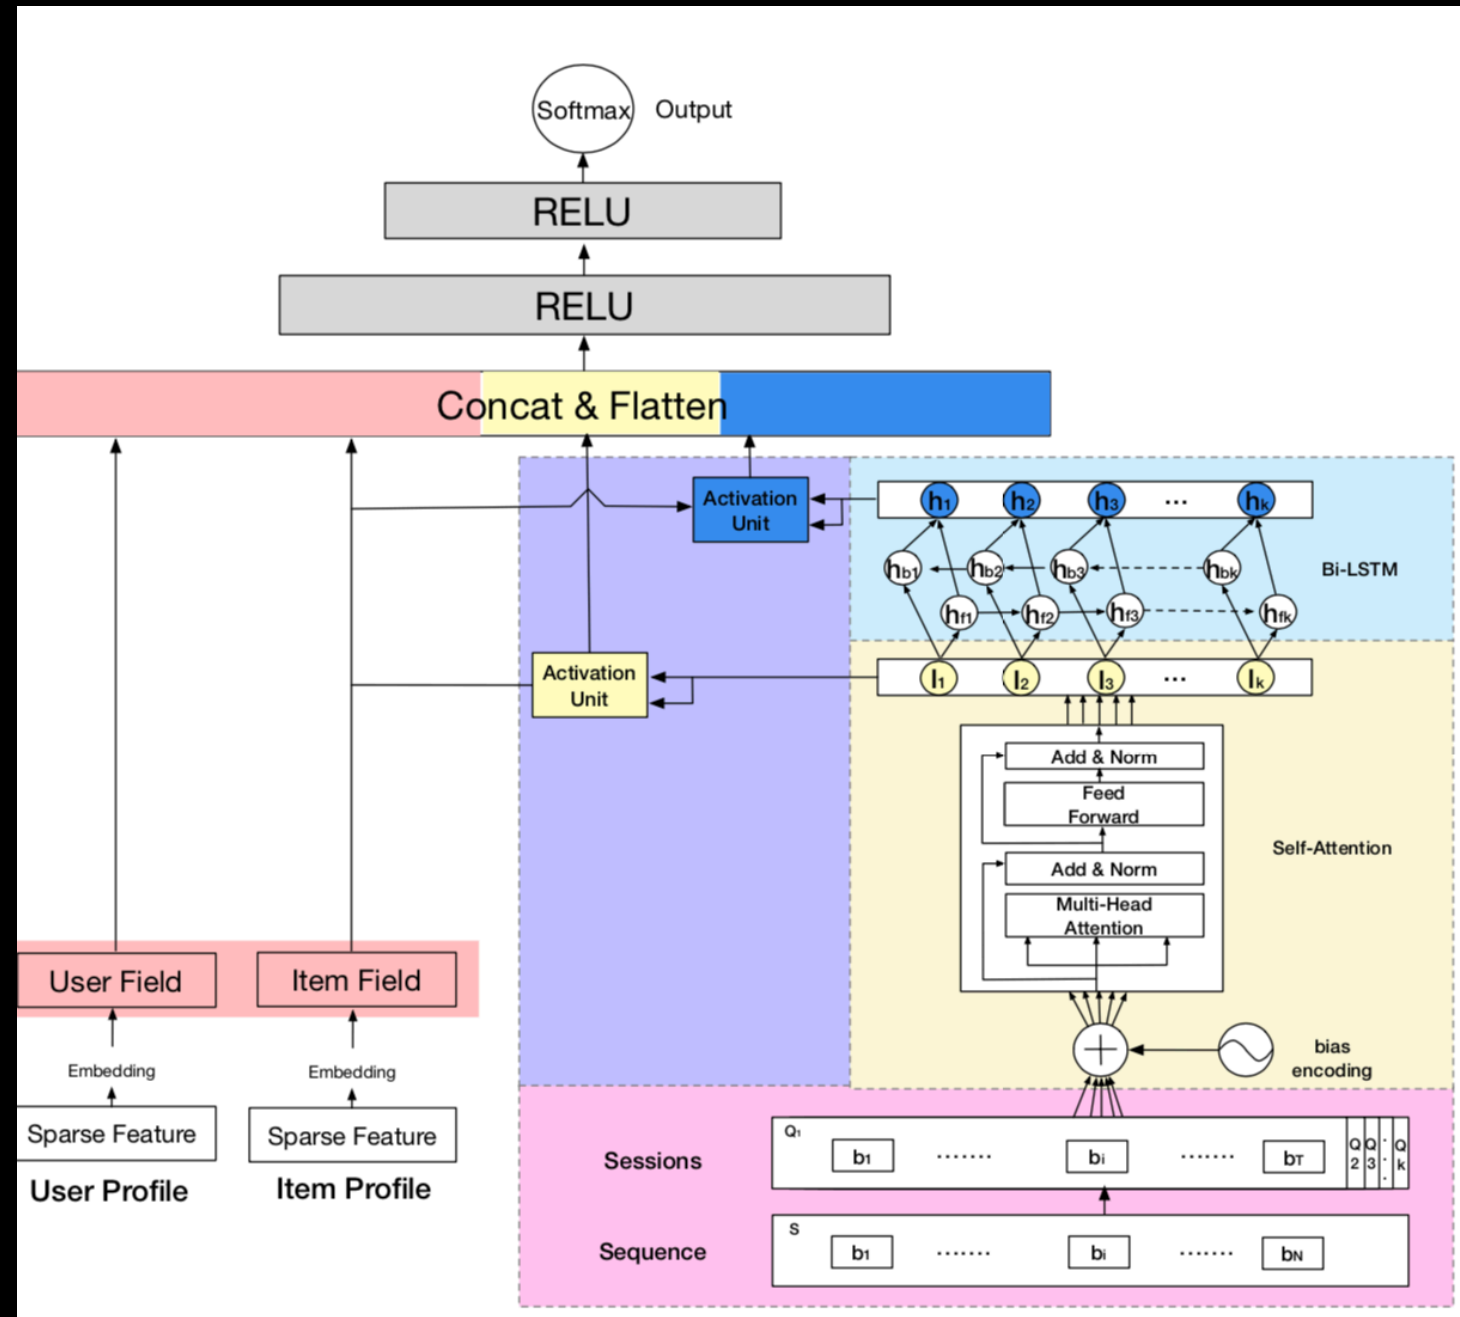 Softmax Output
RELU
RELU
Concat & Flatten
Activation
Unit
h1 h2 h3 ... hk
hb1 hb2 hb3 hbk
Bi-LSTM
hf1 hf2 hf3 hfk
Activation
Unit
I1 I2 I3 ... Ik
Add & Norm
Feed
Forward
Self-Attention
Add & Norm
Multi-Head
Attention
User Field
Item Field
bias
encoding
Embedding
Embedding
Sparse Feature
Sparse Feature
User Profile
Item Profile
Sessions
Q1
b1 ....... bi ....... bT
Q2 Q3 ... Qk
Sequence
S
b1 ....... bi ....... bN